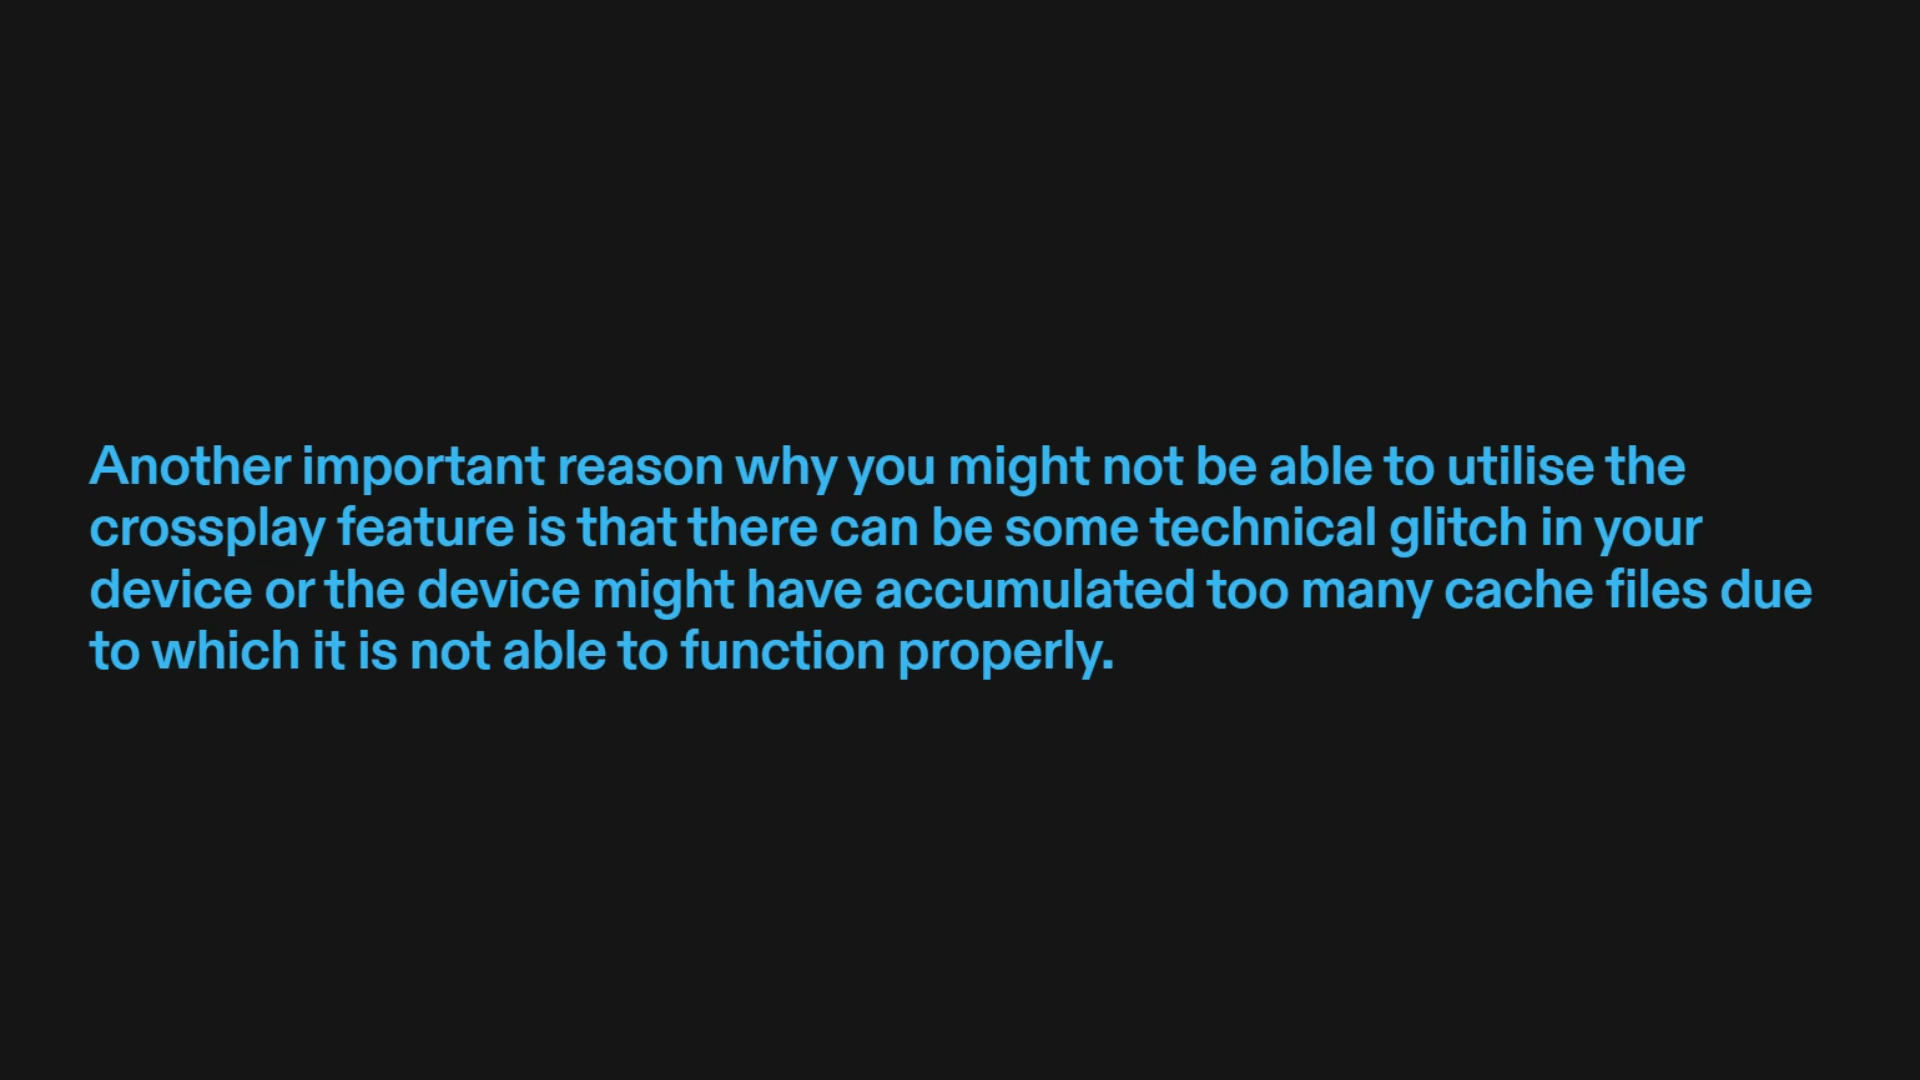 Another important reason why you might not be able to utilise the
crossplay feature is that there can be some technical glitch in your
device or the device might have accumulated too many cache files due
to which it is not able to function properly.